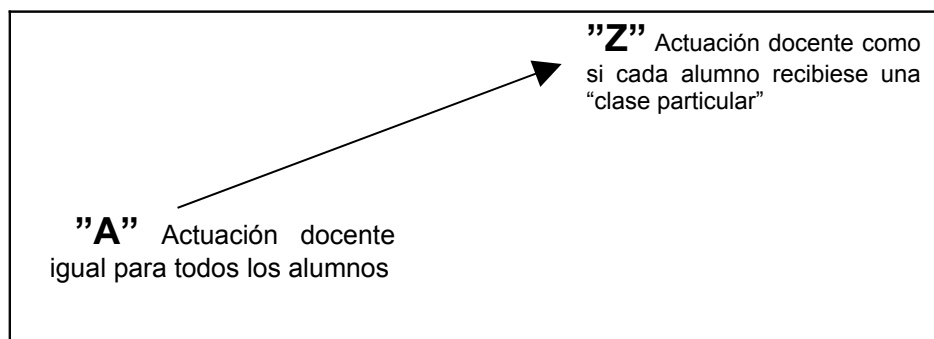 ”Z” Actuación docente como
si cada alumno recibiese una
“clase particular”
”A” Actuación docente
igual para todos los alumnos